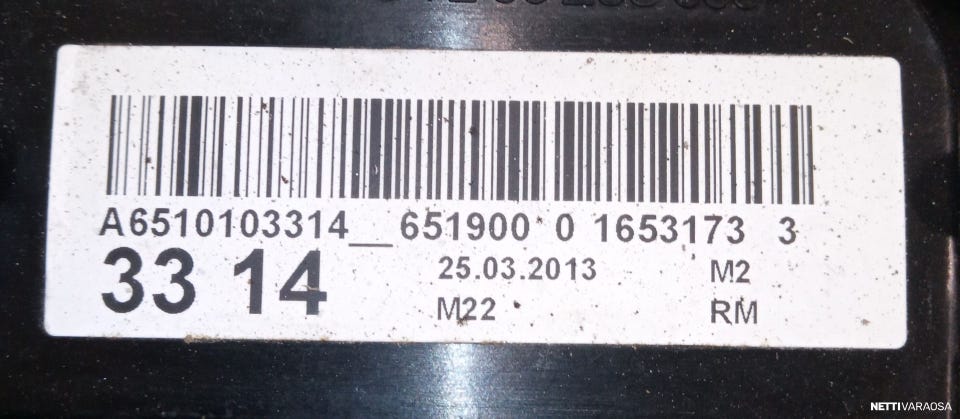 A6510103314__651900 0 1653173 3
33 14
25.03.2013 M2
M22 RM
NETTIVARAOSA